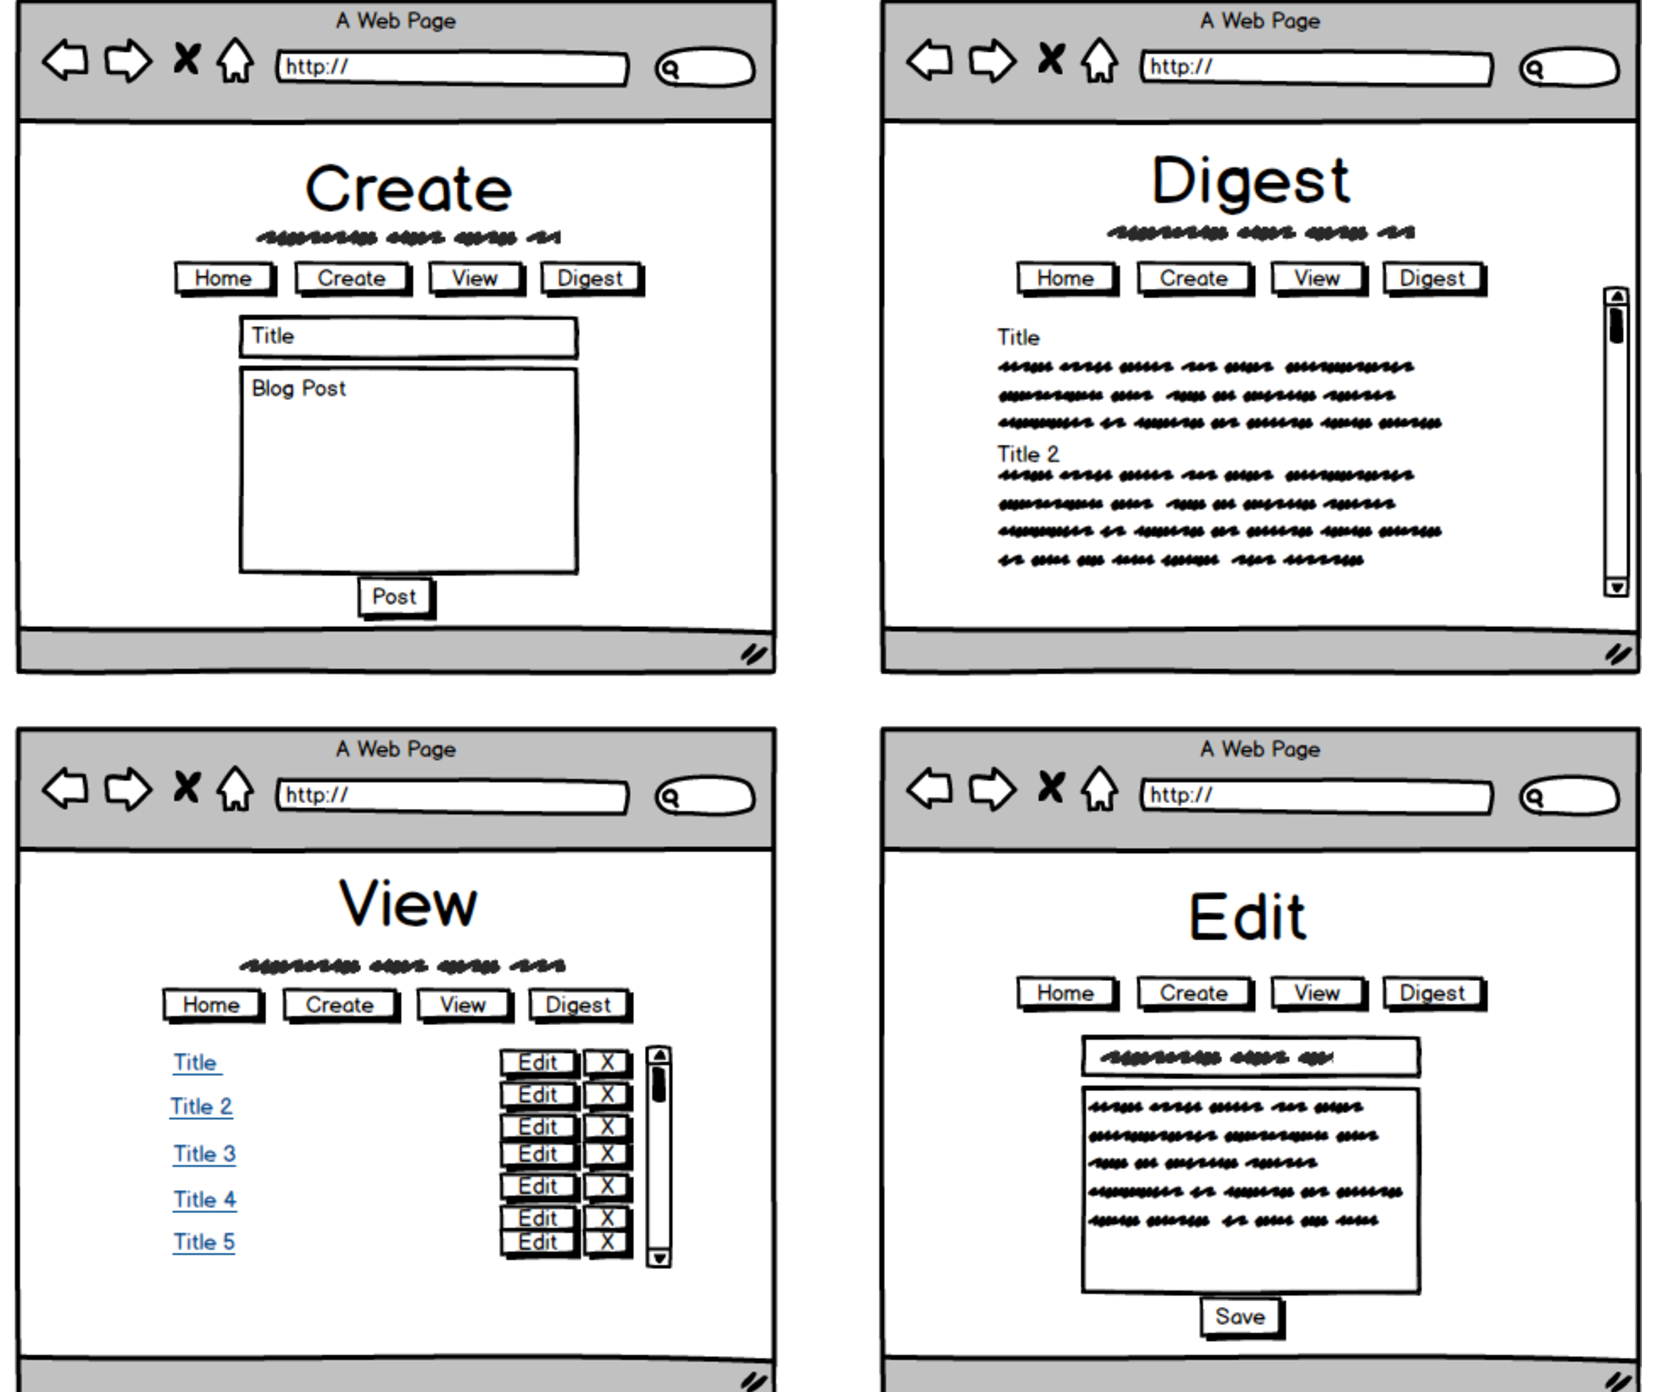 A Web Page
http://
Create
Home Create View Digest
Title
Blog Post
Post
A Web Page
http://
Digest
Home Create View Digest
Title
Title 2
A Web Page
http://
View
Home Create View Digest
Title Edit X
Edit X
Title 2
Edit X
Title 3 Edit X
Edit X
Title 4
Edit X
Title 5 Edit X
A Web Page
http://
Edit
Home Create View Digest
Save